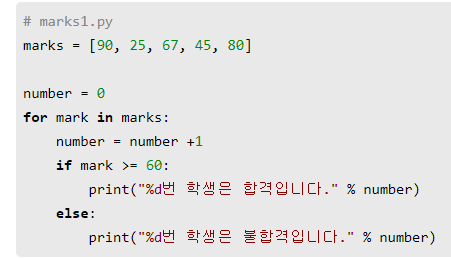 # marks1.py
marks = [90, 25, 67, 45, 80]
number = 0
for mark in marks:
    number = number +1
    if mark >= 60:
        print("%d번 학생은 합격입니다." % number)
    else:
        print("%d번 학생은 불합격입니다." % number)